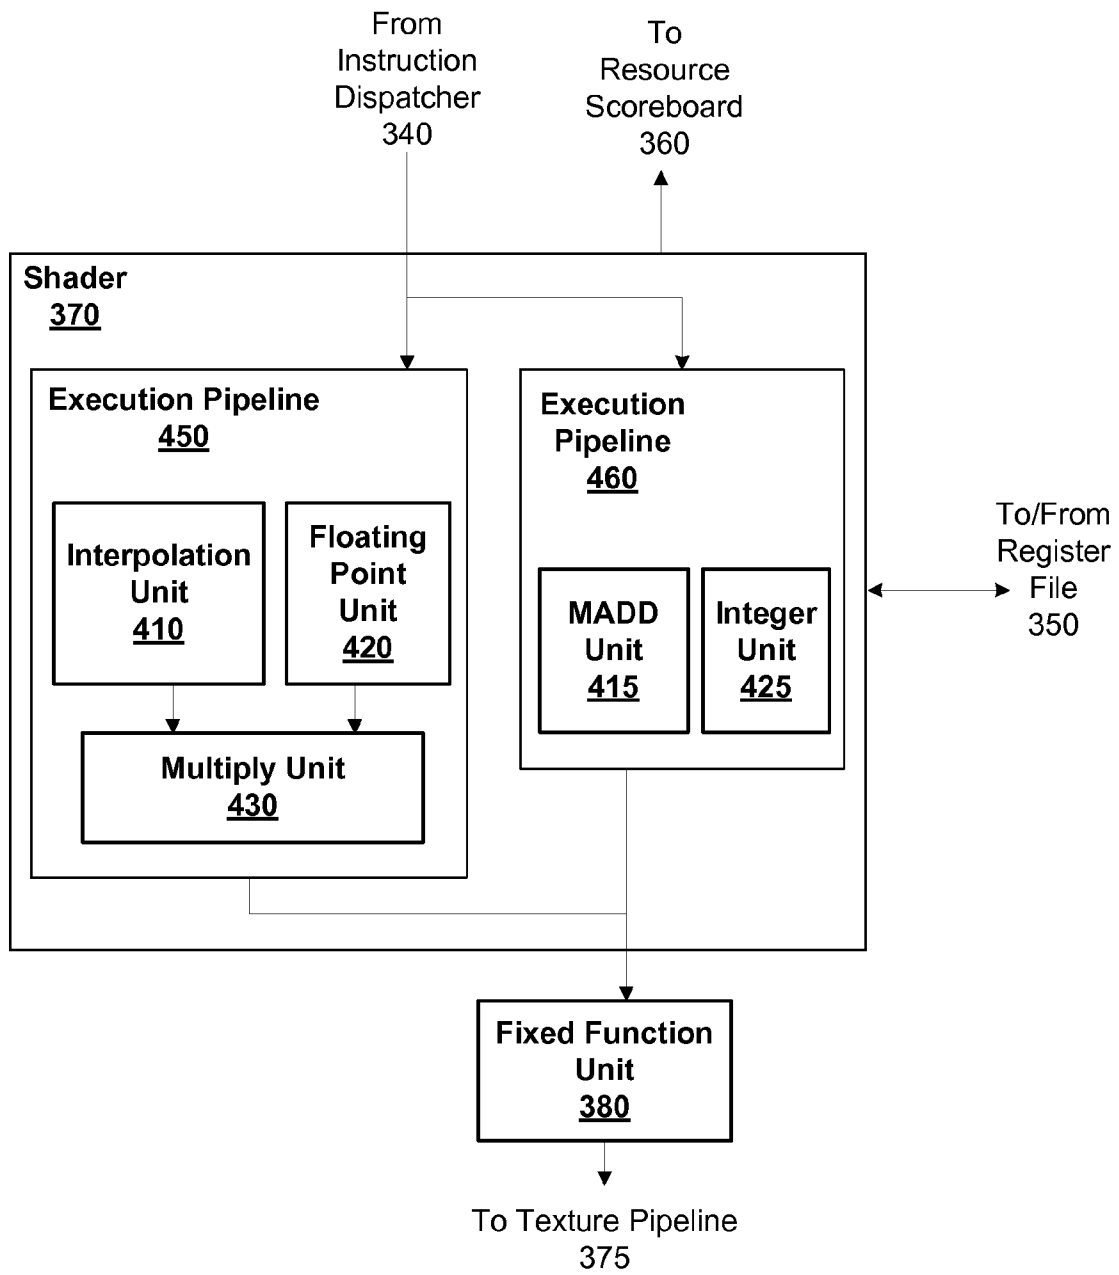 From
Instruction
Dispatcher
340
To
Resource
Scoreboard
360
Shader
370
Execution Pipeline
450
Interpolation
Unit
410
Floating
Point
Unit
420
Multiply Unit
430
Execution
Pipeline
460
MADD
Unit
415
Integer
Unit
425
To/From
Register
File
350
Fixed Function
Unit
380
To Texture Pipeline
375